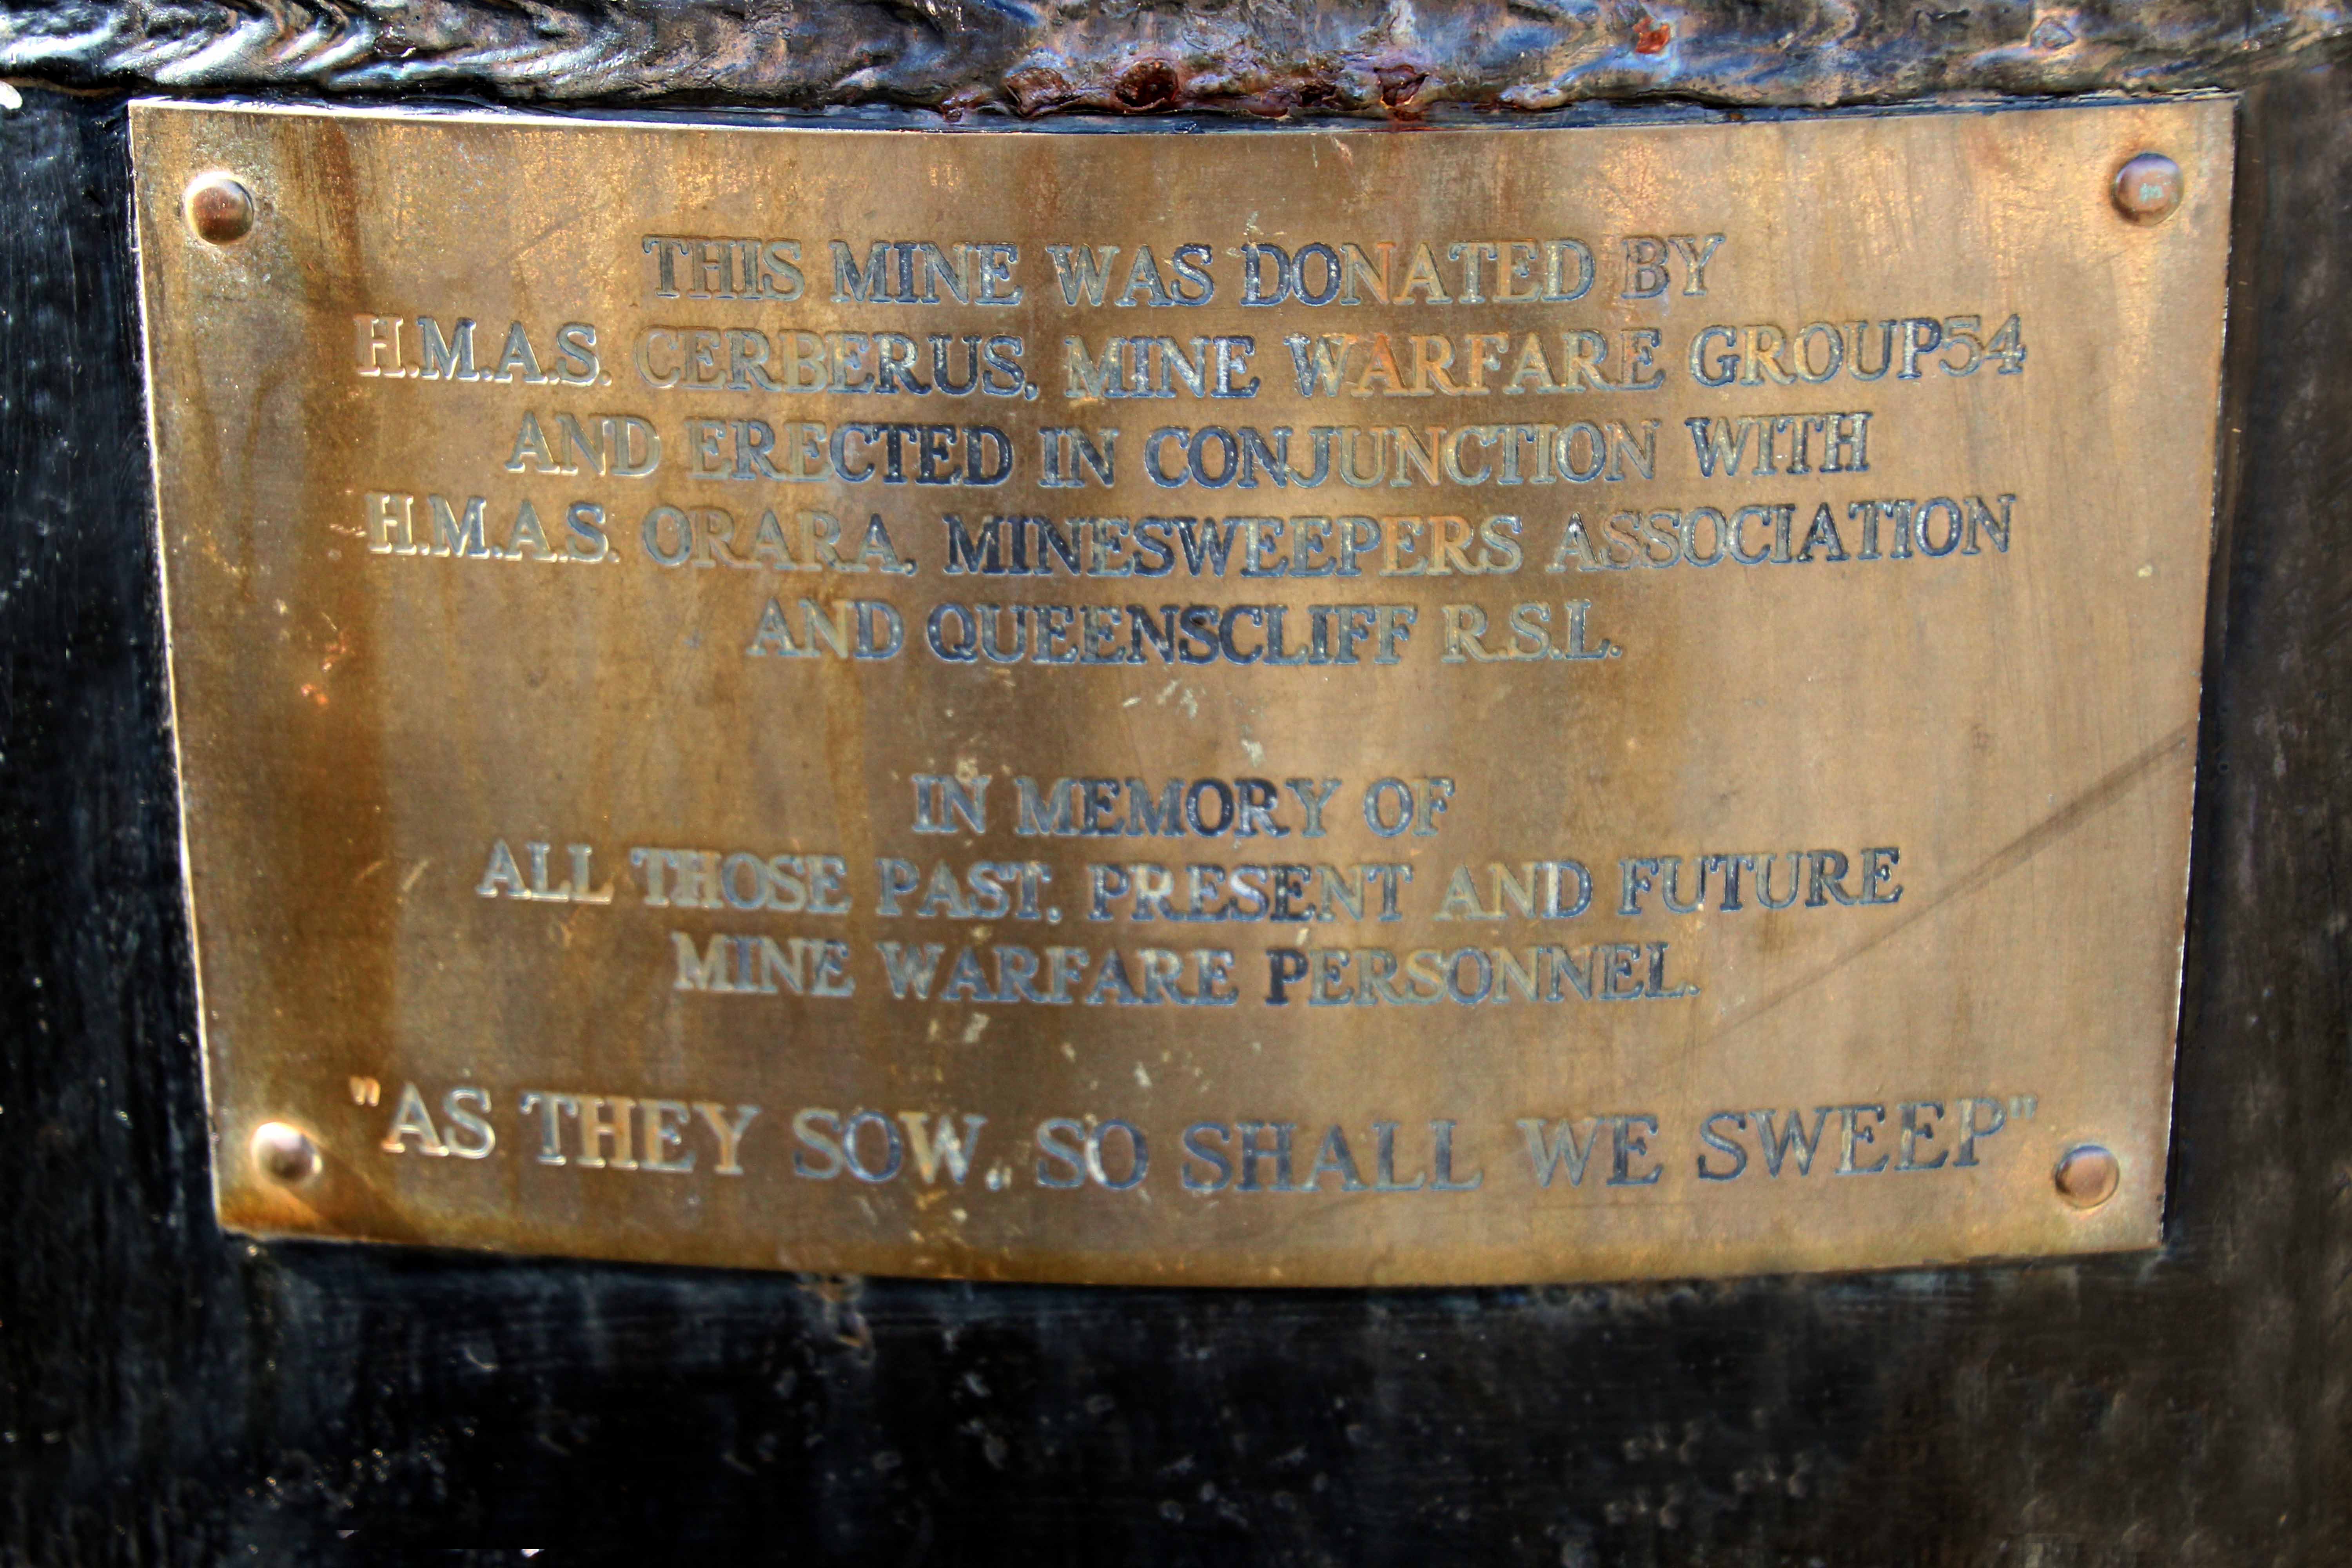 THIS MINE WAS DONATED BY
H.M.A.S. CERBERUS, MINE WARFARE GROUP54
AND ERECTED IN CONJUNCTION WITH
H.M.A.S. ORARA, MINESWEEPERS ASSOCIATION
AND QUEENSCLIFF R.S.L.
IN MEMORY OF
ALL THOSE PAST, PRESENT AND FUTURE
MINE WARFARE PERSONNEL.
"AS THEY SOW, SO SHALL WE SWEEP"